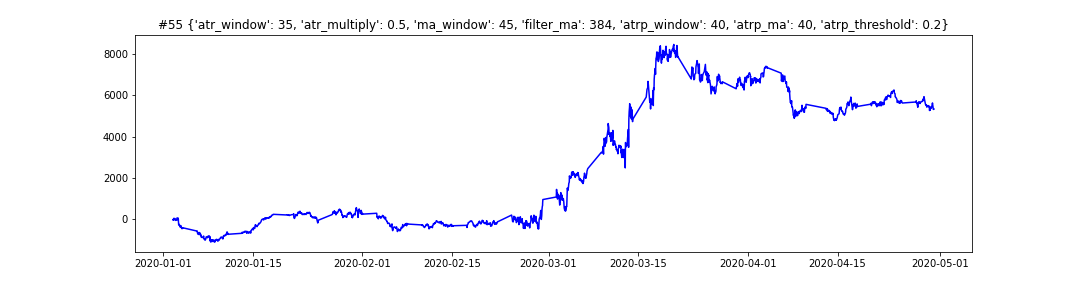 #55 {'atr_window': 35, 'atr_multiply': 0.5, 'ma_window': 45, 'filter_ma': 384, 'atrp_window': 40, 'atrp_ma': 40, 'atrp_threshold': 0.2}
8000
6000
4000
2000
0
2020-01-01 2020-01-15 2020-02-01 2020-02-15 2020-03-01 2020-03-15 2020-04-01 2020-04-15 2020-05-01